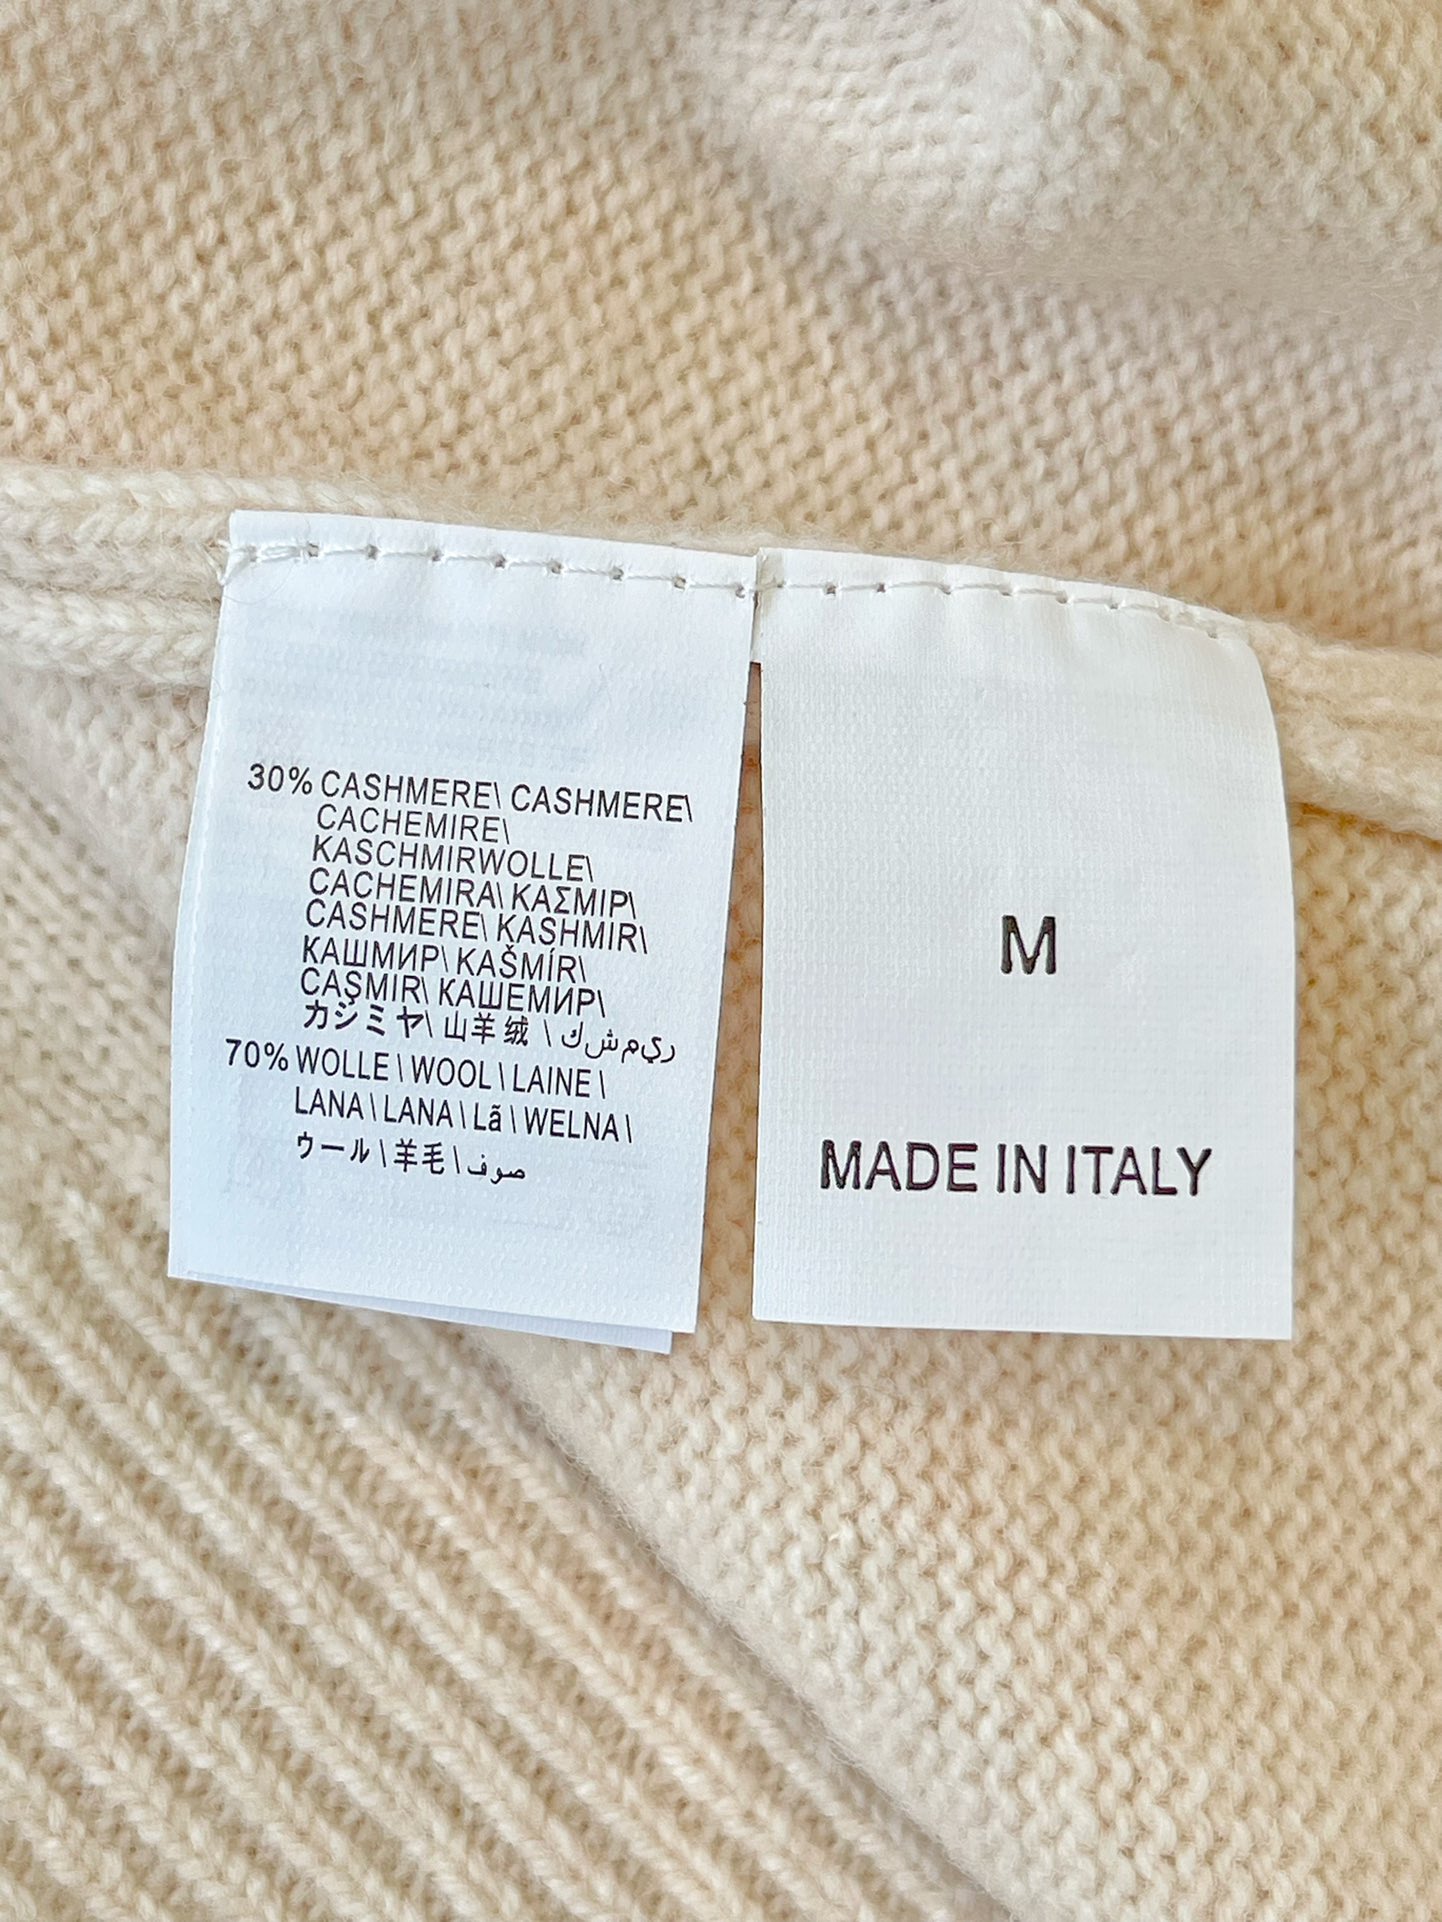 30% CASHMERE\ CASHMERE\
CACHEMIRE\
KASCHMIRWOLLE\
CACHEMIRA\ ΚΑΣΜΙΡ\
CASHMERE\ KASHMIR\
КАШМИР\ KAŠMÍR\
CAŞMIR\ КАШЕМИР\
カシミヤ\ 山羊绒 \ ك ش م ي ر
70% WOLLE \ WOOL \ LAINE \
LANA \ LANA \ Lã \ WELNA \
ウール \ 羊毛 \ صوف
M
MADE IN ITALY